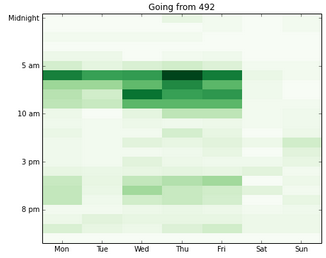 Going from 492
Midnight
5 am
10 am
3 pm
8 pm
Mon Tue Wed Thu Fri Sat Sun